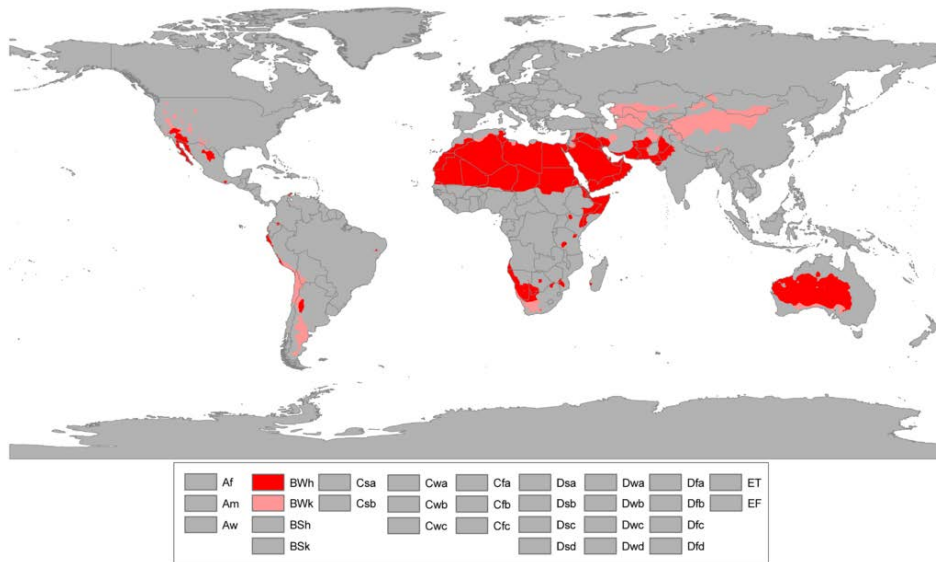 Af BWh Csa Cwa Cfa Dsa Dwa Dfa ET
Am BWk Csb Cwb Cfb Dsb Dwb Dfb EF
Aw BSh Cwc Cfc Dsc Dwc Dfc
BSk Dsd Dwd Dfd